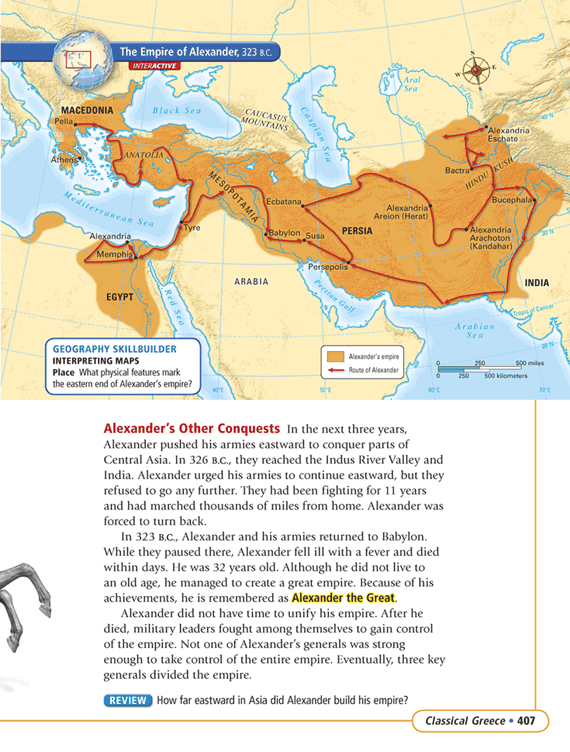 The Empire of Alexander, 323 B.C.
INTERACTIVE
N
W
E
S
Aral
Sea
MACEDONIA
Pella
Black Sea
CAUCASUS
MOUNTAINS
Caspian Sea
40°N
Alexandria
Eschate
Athens
ANATOLIA
Bactra
HINDU KUSH
MESOPOTAMIA
Ecbatana
Alexandria
Areion (Herat)
Bucephala
Mediterranean Sea
Tyre
Alexandria
Memphis
Babylon
Susa
PERSIA
Alexandria
Arachoton
(Kandahar)
30°N
Persepolis
ARABIA
Persian Gulf
INDIA
EGYPT
Red Sea
Tropic of Cancer
Arabian
Sea
GEOGRAPHY SKILLBUILDER
INTERPRETING MAPS
Place What physical features mark
the eastern end of Alexander's empire?
Alexander's empire
Route of Alexander
0 250 500 miles
0 250 500 kilometers
40°E
50°E
60°E
70°E
Alexander's Other Conquests In the next three years,
Alexander pushed his armies eastward to conquer parts of
Central Asia. In 326 B.C., they reached the Indus River Valley and
India. Alexander urged his armies to continue eastward, but they
refused to go any further. They had been fighting for 11 years
and had marched thousands of miles from home. Alexander was
forced to turn back.
In 323 B.C., Alexander and his armies returned to Babylon.
While they paused there, Alexander fell ill with a fever and died
within days. He was 32 years old. Although he did not live to
an old age, he managed to create a great empire. Because of his
achievements, he is remembered as Alexander the Great.
Alexander did not have time to unify his empire. After he
died, military leaders fought among themselves to gain control
of the empire. Not one of Alexander's generals was strong
enough to take control of the entire empire. Eventually, three key
generals divided the empire.
REVIEW How far eastward in Asia did Alexander build his empire?
Classical Greece • 407